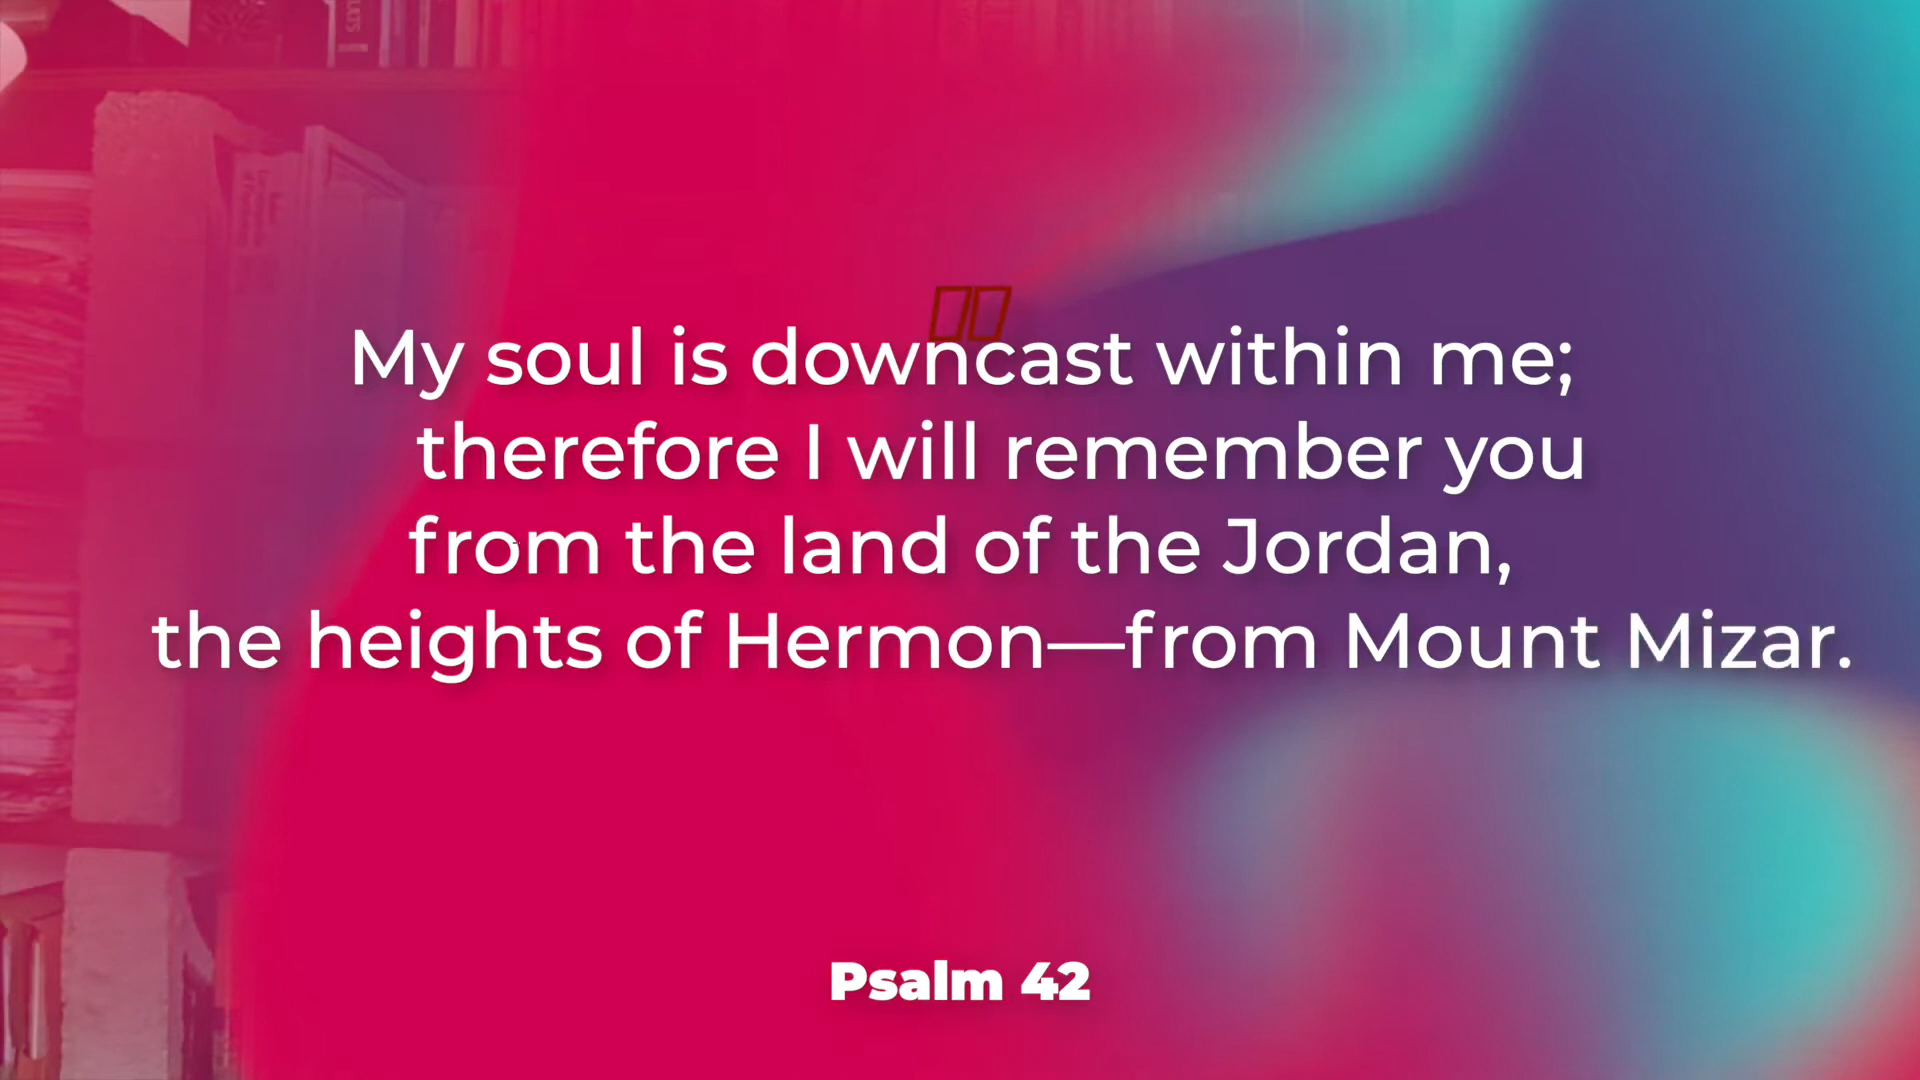 My soul is downcast within me;
therefore I will remember you
from the land of the Jordan,
the heights of Hermon—from Mount Mizar.
Psalm 42